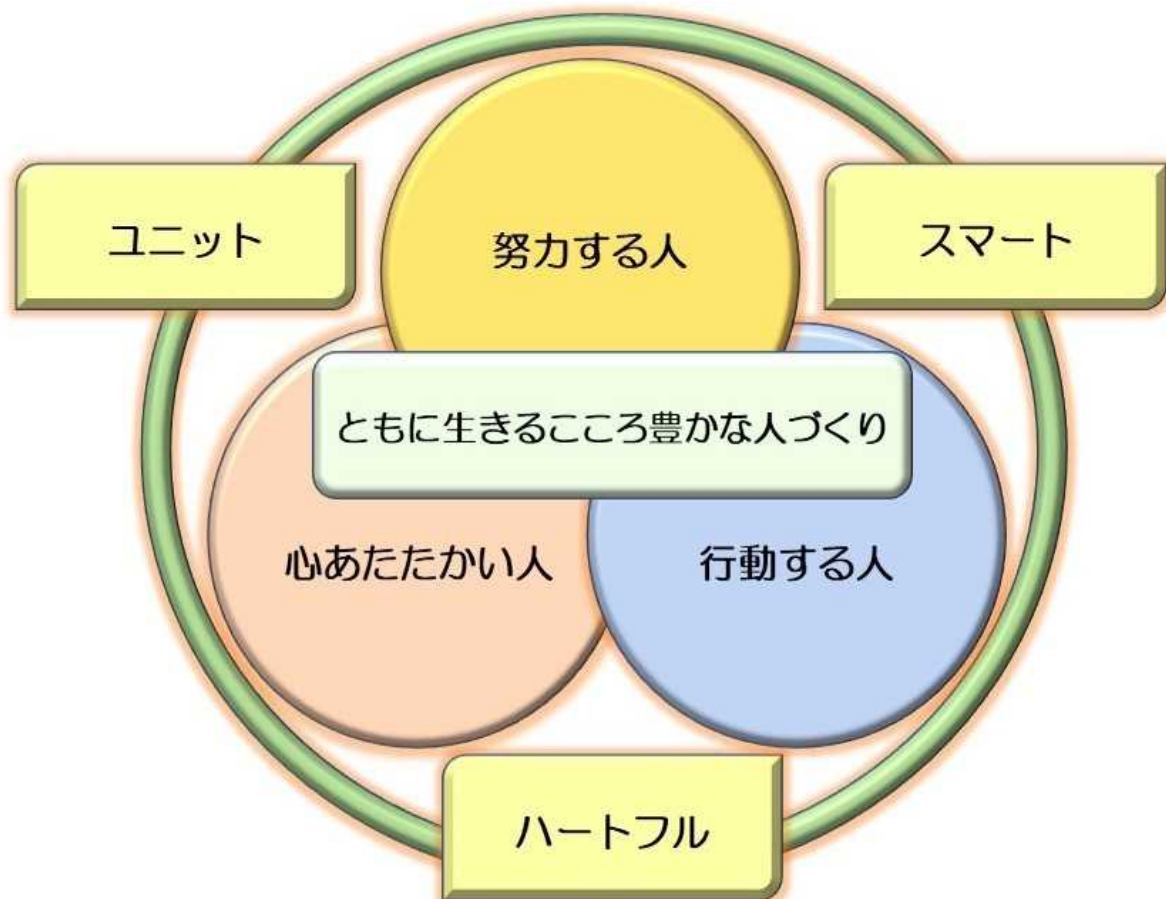 ユニット
スマート
努力する人
ともに生きるこころ豊かな人づくり
心あたたかい人
行動する人
ハートフル